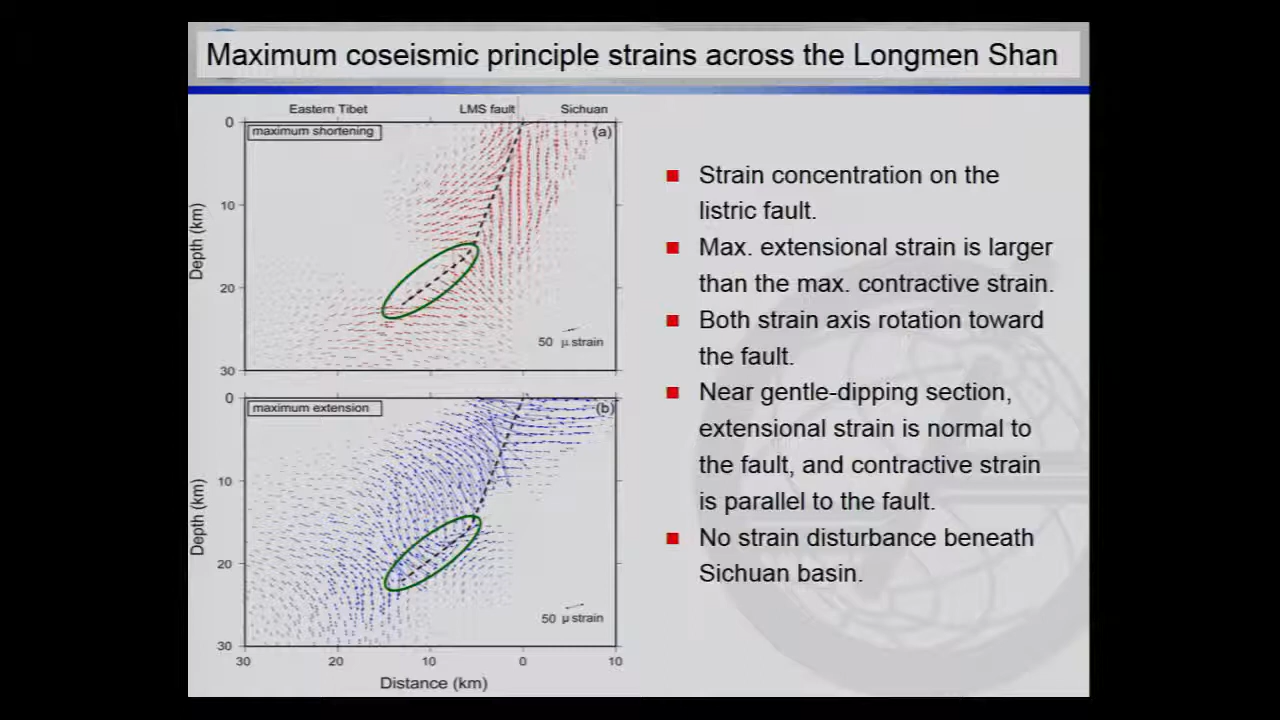 Maximum coseismic principle strains across the Longmen Shan
Eastern Tibet LMS fault Sichuan
maximum shortening
(a)
0
10
20
30
Depth (km)
50 μ strain
maximum extension
(b)
0
10
20
30
Depth (km)
50 μ strain
30 20 10 0 10
Distance (km)
Strain concentration on the
listric fault.
Max. extensional strain is larger
than the max. contractive strain.
Both strain axis rotation toward
the fault.
Near gentle-dipping section,
extensional strain is normal to
the fault, and contractive strain
is parallel to the fault.
No strain disturbance beneath
Sichuan basin.